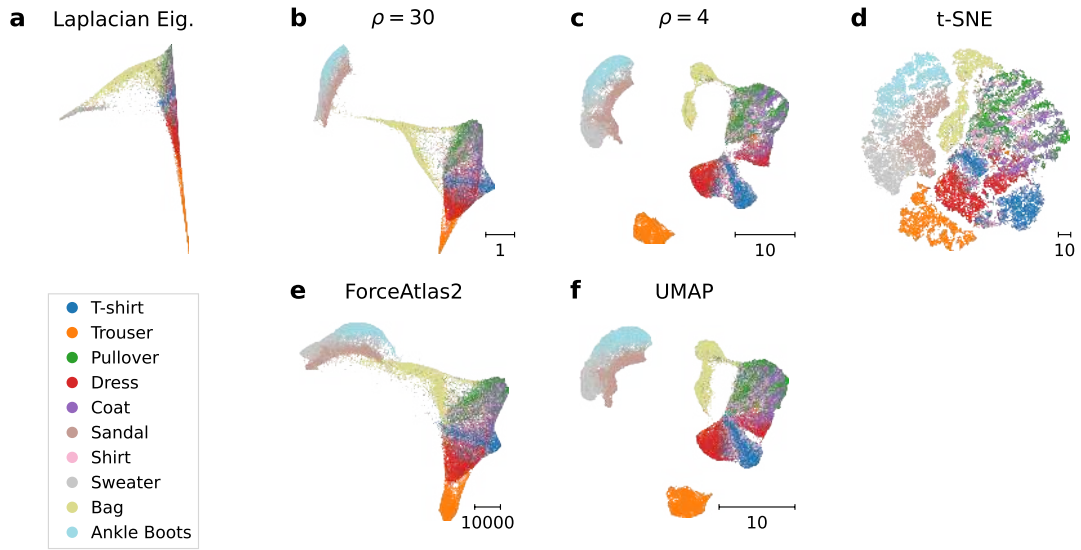 a Laplacian Eig.
b ρ = 30
c ρ = 4
d t-SNE
1
10
10
e ForceAtlas2
f UMAP
T-shirt
Trouser
Pullover
Dress
Coat
Sandal
Shirt
Sweater
Bag
Ankle Boots
10000
10